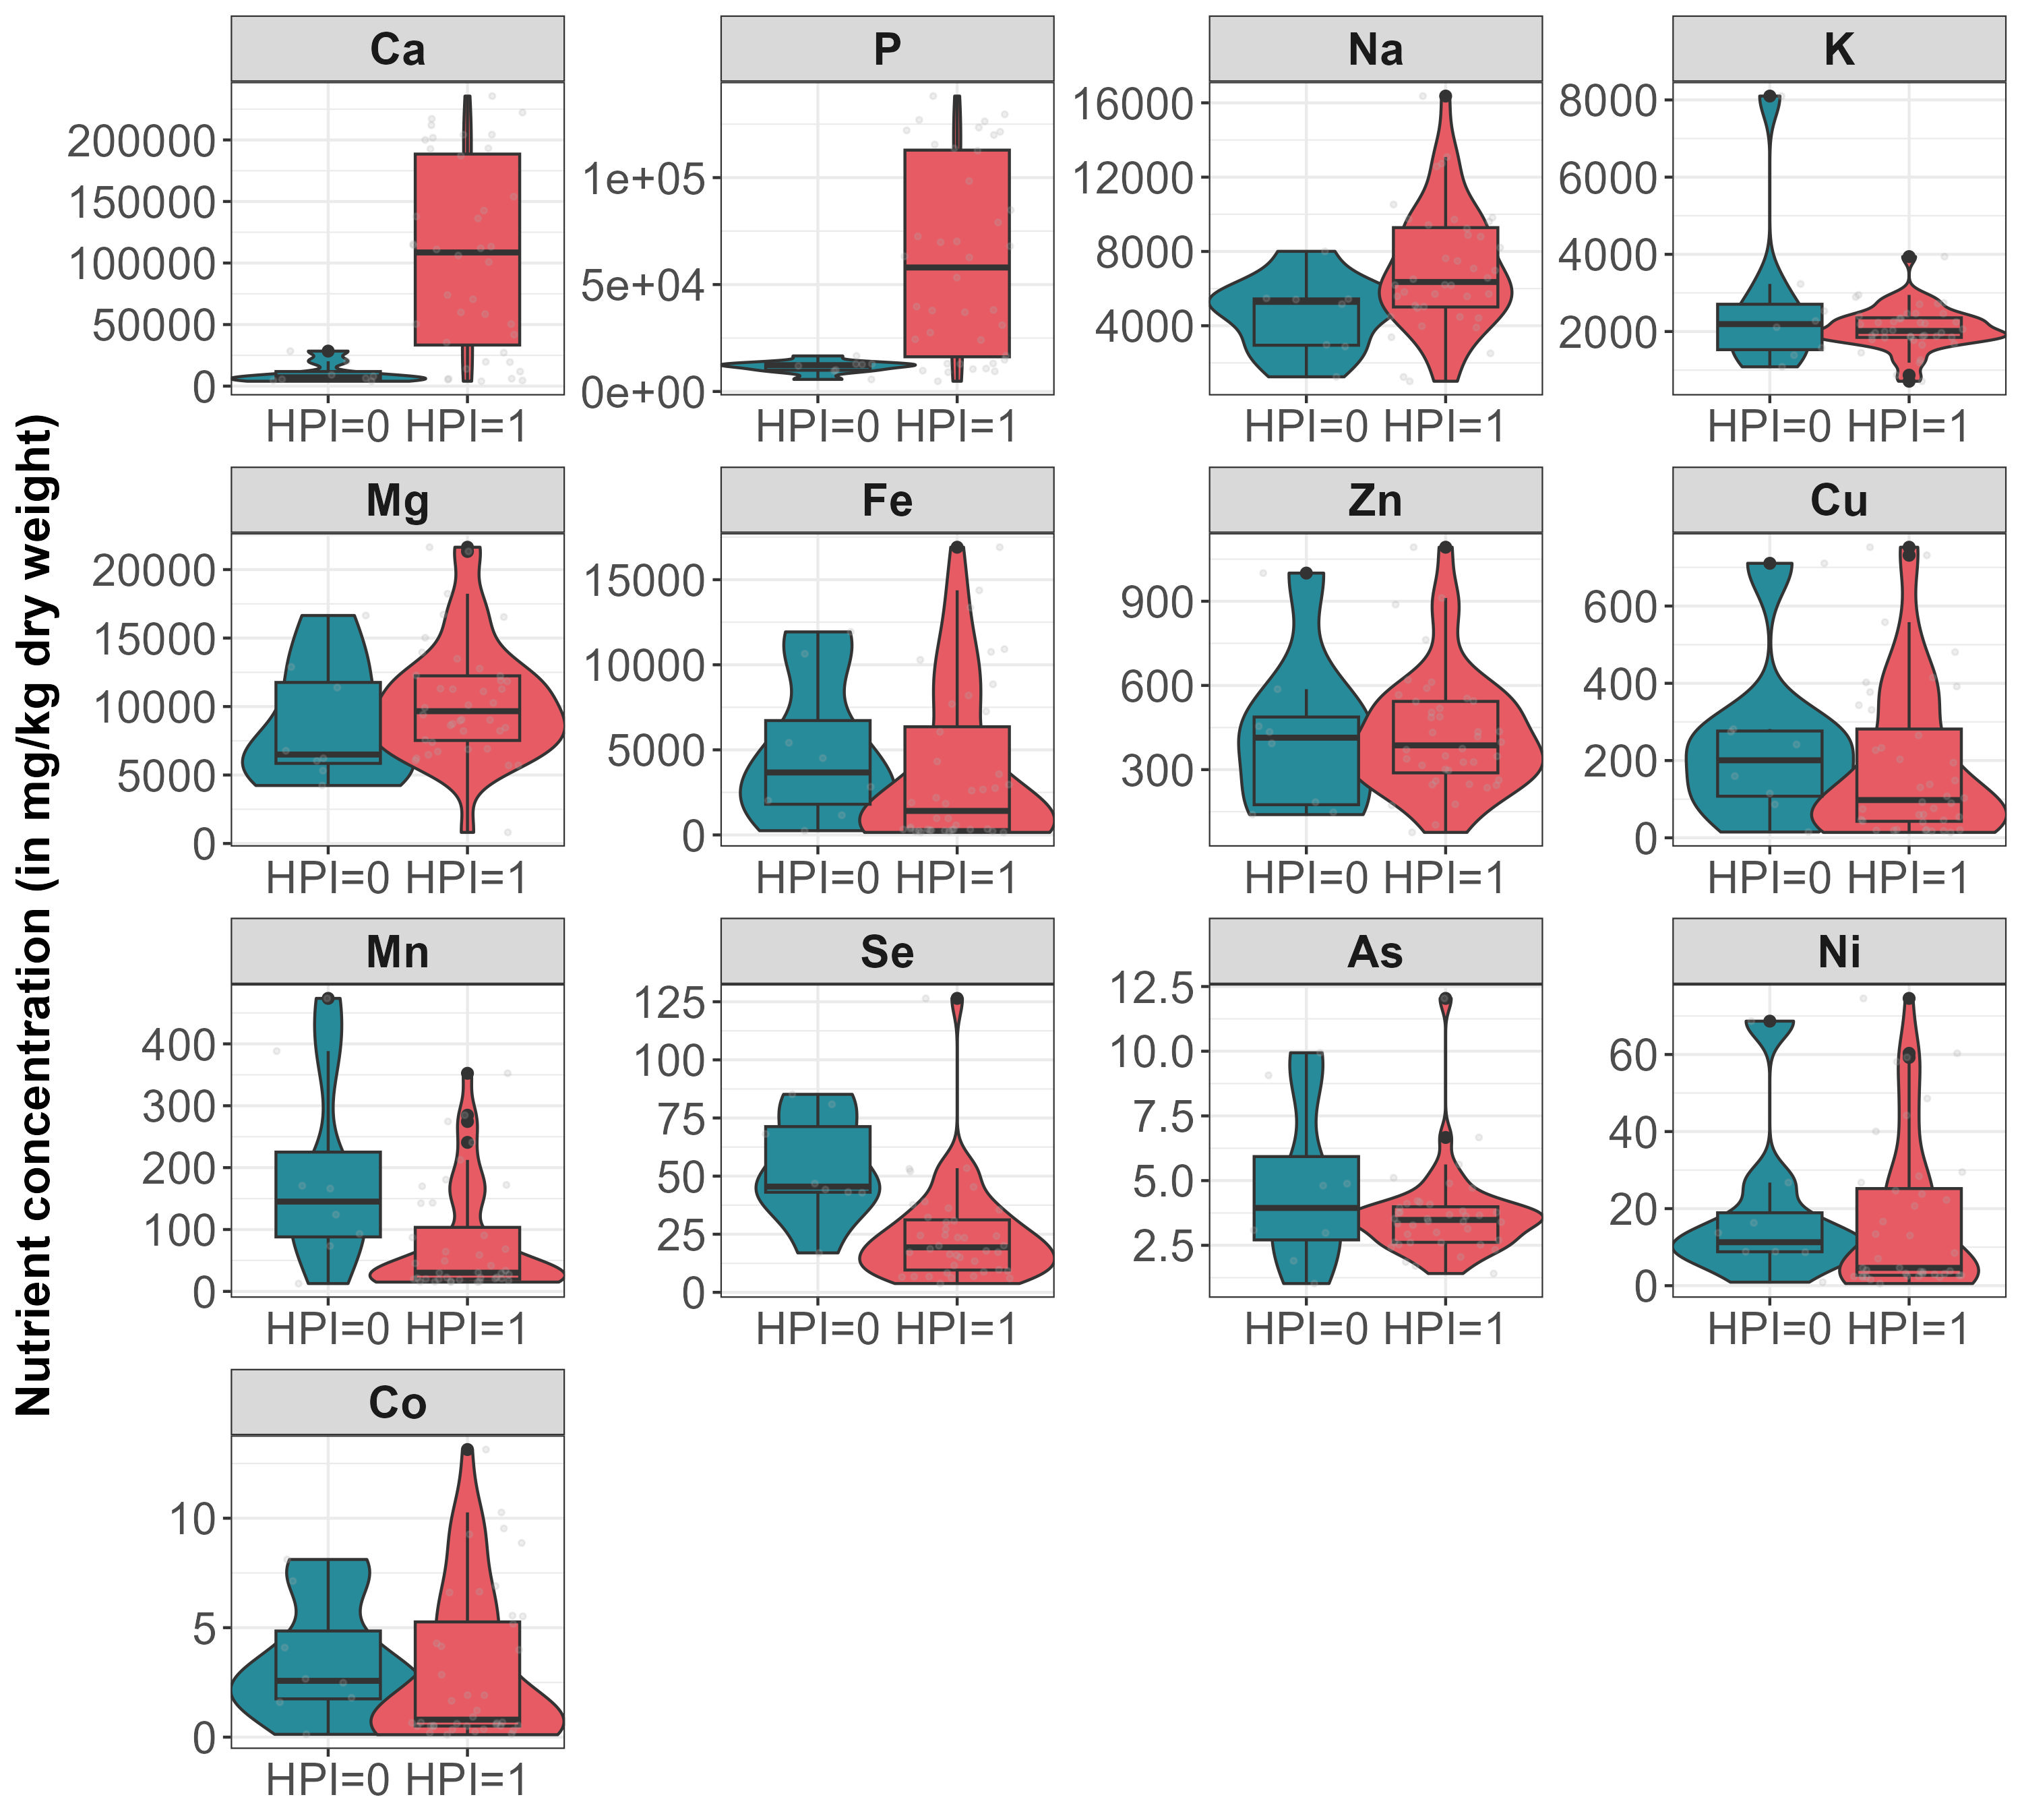 Nutrient concentration (in mg/kg dry weight)
Ca P Na K
200000
150000
100000
50000
0
HPI=0 HPI=1
1e+05
5e+04
0e+00
HPI=0 HPI=1
16000
12000
8000
4000
HPI=0 HPI=1
8000
6000
4000
2000
HPI=0 HPI=1
Mg Fe Zn Cu
20000
15000
10000
5000
0
HPI=0 HPI=1
15000
10000
5000
0
HPI=0 HPI=1
900
600
300
HPI=0 HPI=1
600
400
200
0
HPI=0 HPI=1
Mn Se As Ni
400
300
200
100
0
HPI=0 HPI=1
125
100
75
50
25
0
HPI=0 HPI=1
12.5
10.0
7.5
5.0
2.5
HPI=0 HPI=1
60
40
20
0
HPI=0 HPI=1
Co
10
5
0
HPI=0 HPI=1